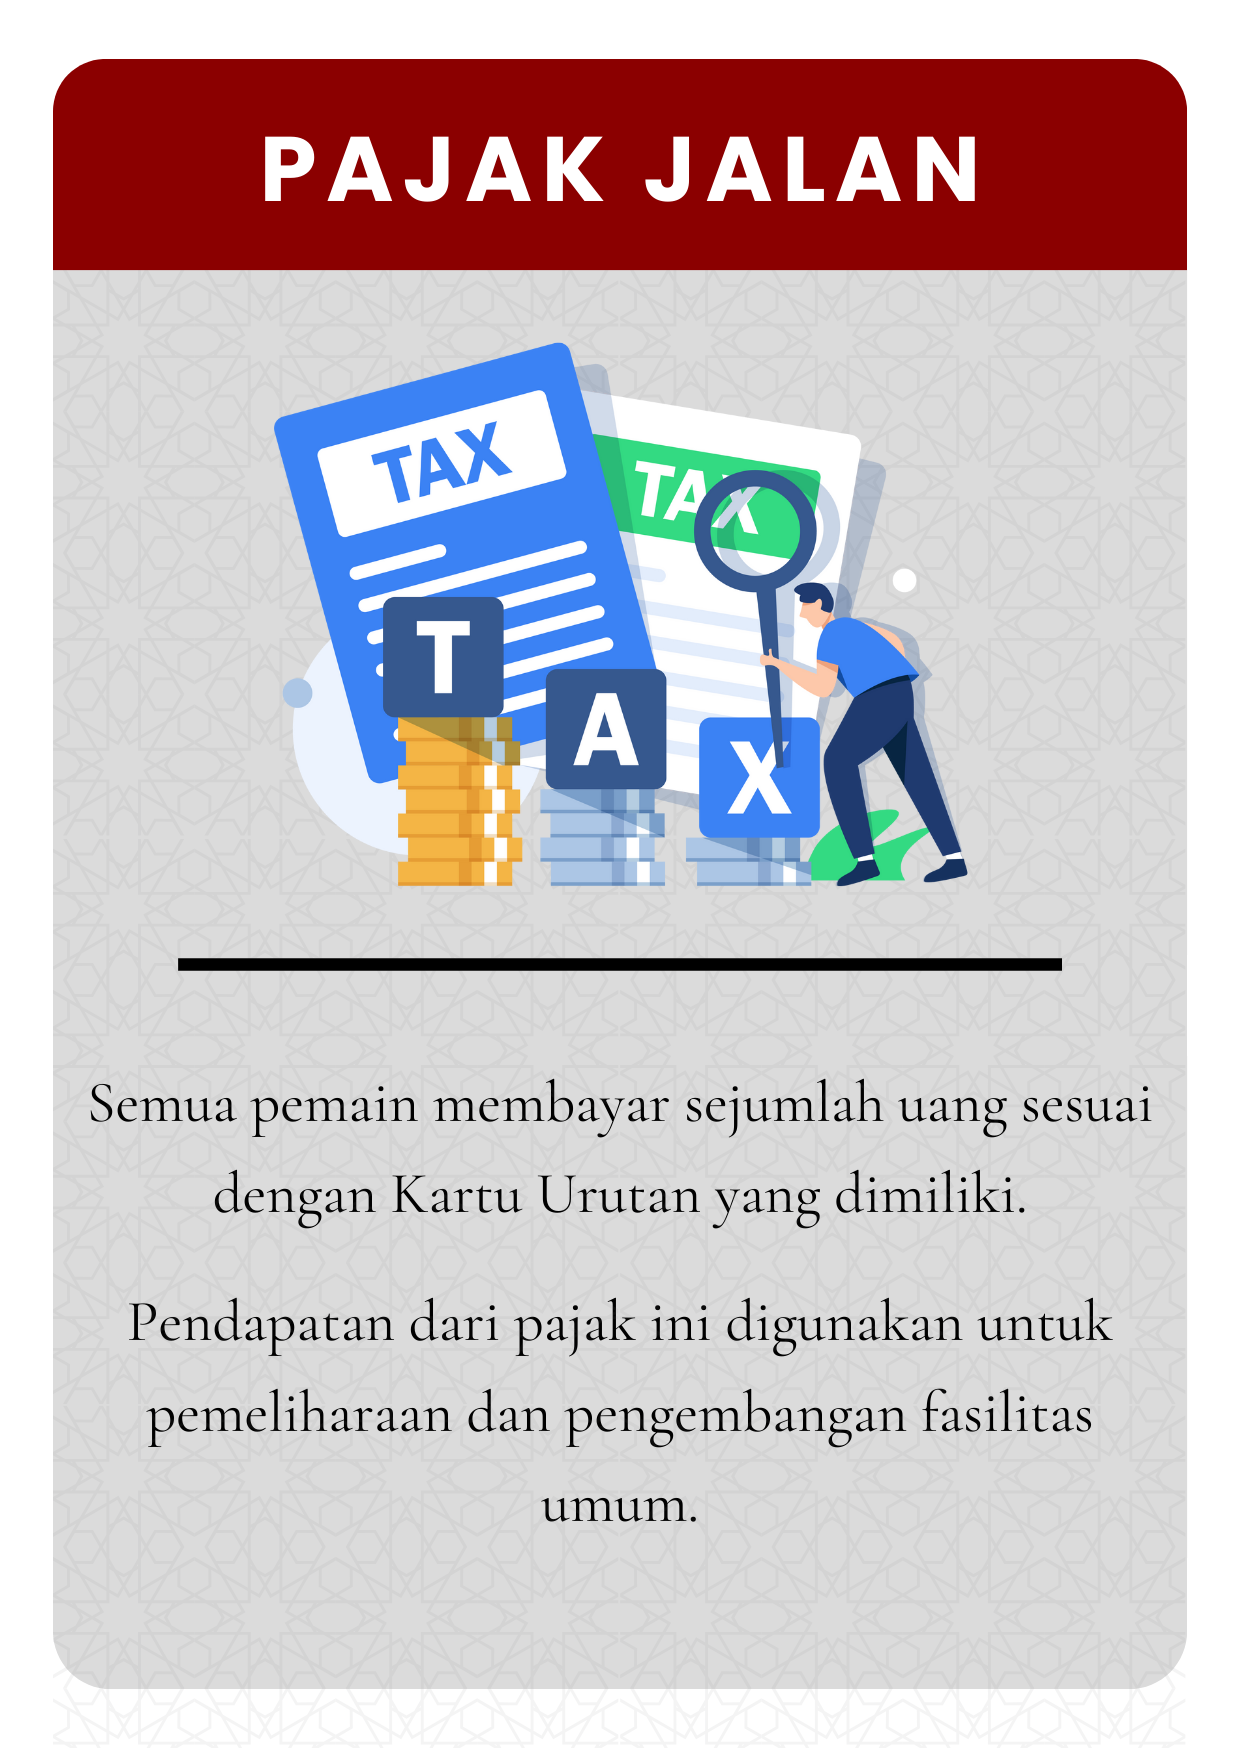 PAJAK JALAN
TAX
TAX
T
A
X
Semua pemain membayar sejumlah uang sesuai
dengan Kartu Urutan yang dimiliki.
Pendapatan dari pajak ini digunakan untuk
pemeliharaan dan pengembangan fasilitas
umum.